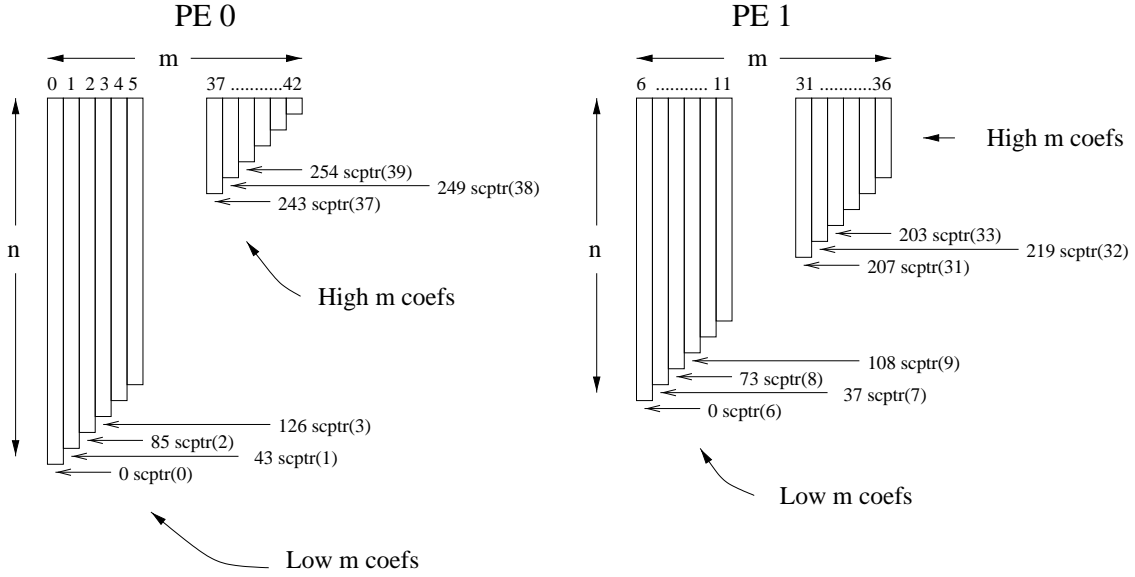 PE 0
PE 1
m
m
0 1 2 3 4 5
37 ...........42
6 ........... 11
31 ...........36
n
n
High m coefs
254 scptr(39)
249 scptr(38)
243 scptr(37)
203 scptr(33)
219 scptr(32)
207 scptr(31)
High m coefs
108 scptr(9)
73 scptr(8)
37 scptr(7)
0 scptr(6)
126 scptr(3)
85 scptr(2)
43 scptr(1)
0 scptr(0)
Low m coefs
Low m coefs